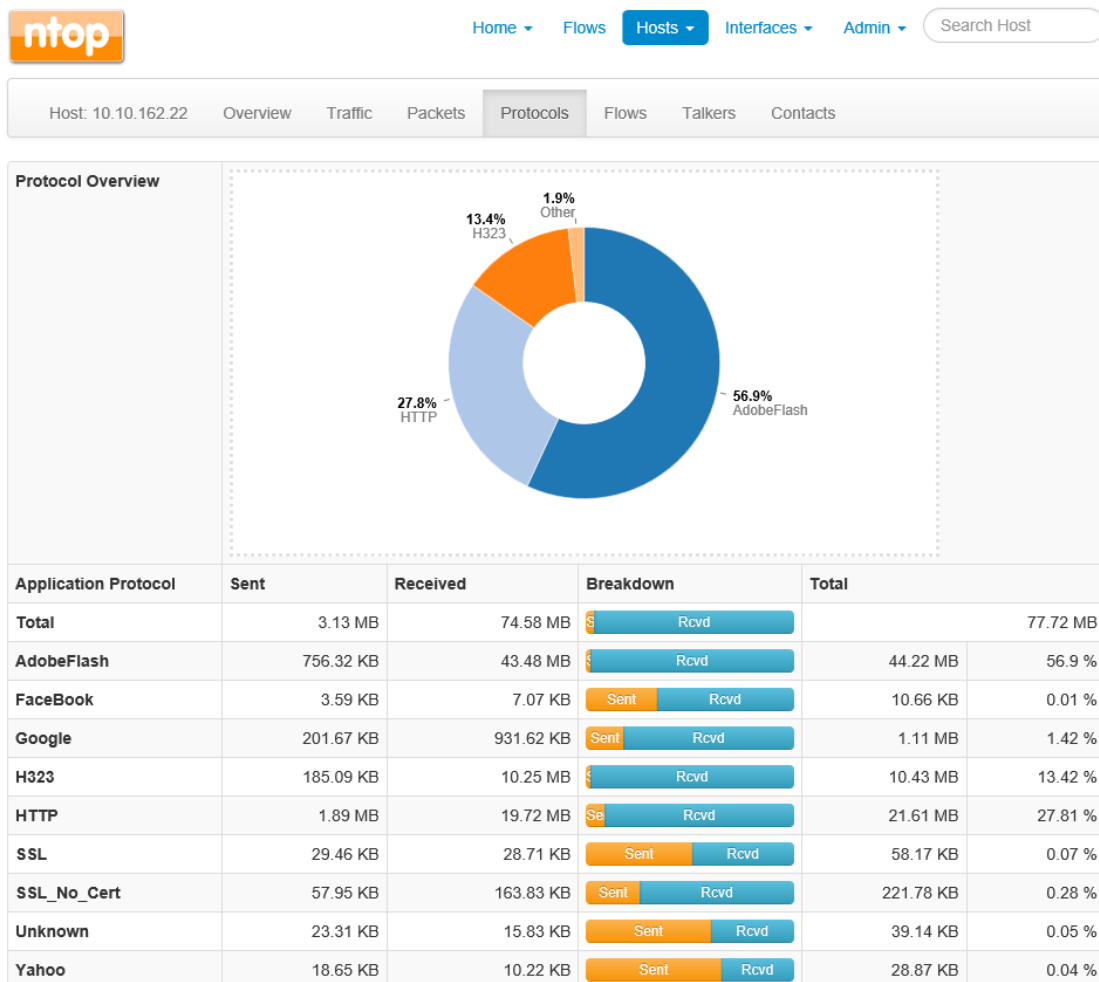 ntop
Home Flows Hosts Interfaces Admin Search Host
Host: 10.10.162.22 Overview Traffic Packets Protocols Flows Talkers Contacts
Protocol Overview
1.9%
Other
13.4%
H323
27.8%
HTTP
56.9%
AdobeFlash
Application Protocol Sent Received Breakdown Total
Total 3.13 MB 74.58 MB S Rcvd 77.72 MB
AdobeFlash 756.32 KB 43.48 MB S Rcvd 44.22 MB 56.9 %
FaceBook 3.59 KB 7.07 KB Sent Rcvd 10.66 KB 0.01 %
Google 201.67 KB 931.62 KB Sent Rcvd 1.11 MB 1.42 %
H323 185.09 KB 10.25 MB S Rcvd 10.43 MB 13.42 %
HTTP 1.89 MB 19.72 MB Se Rcvd 21.61 MB 27.81 %
SSL 29.46 KB 28.71 KB Sent Rcvd 58.17 KB 0.07 %
SSL_No_Cert 57.95 KB 163.83 KB Sent Rcvd 221.78 KB 0.28 %
Unknown 23.31 KB 15.83 KB Sent Rcvd 39.14 KB 0.05 %
Yahoo 18.65 KB 10.22 KB Sent Rcvd 28.87 KB 0.04 %